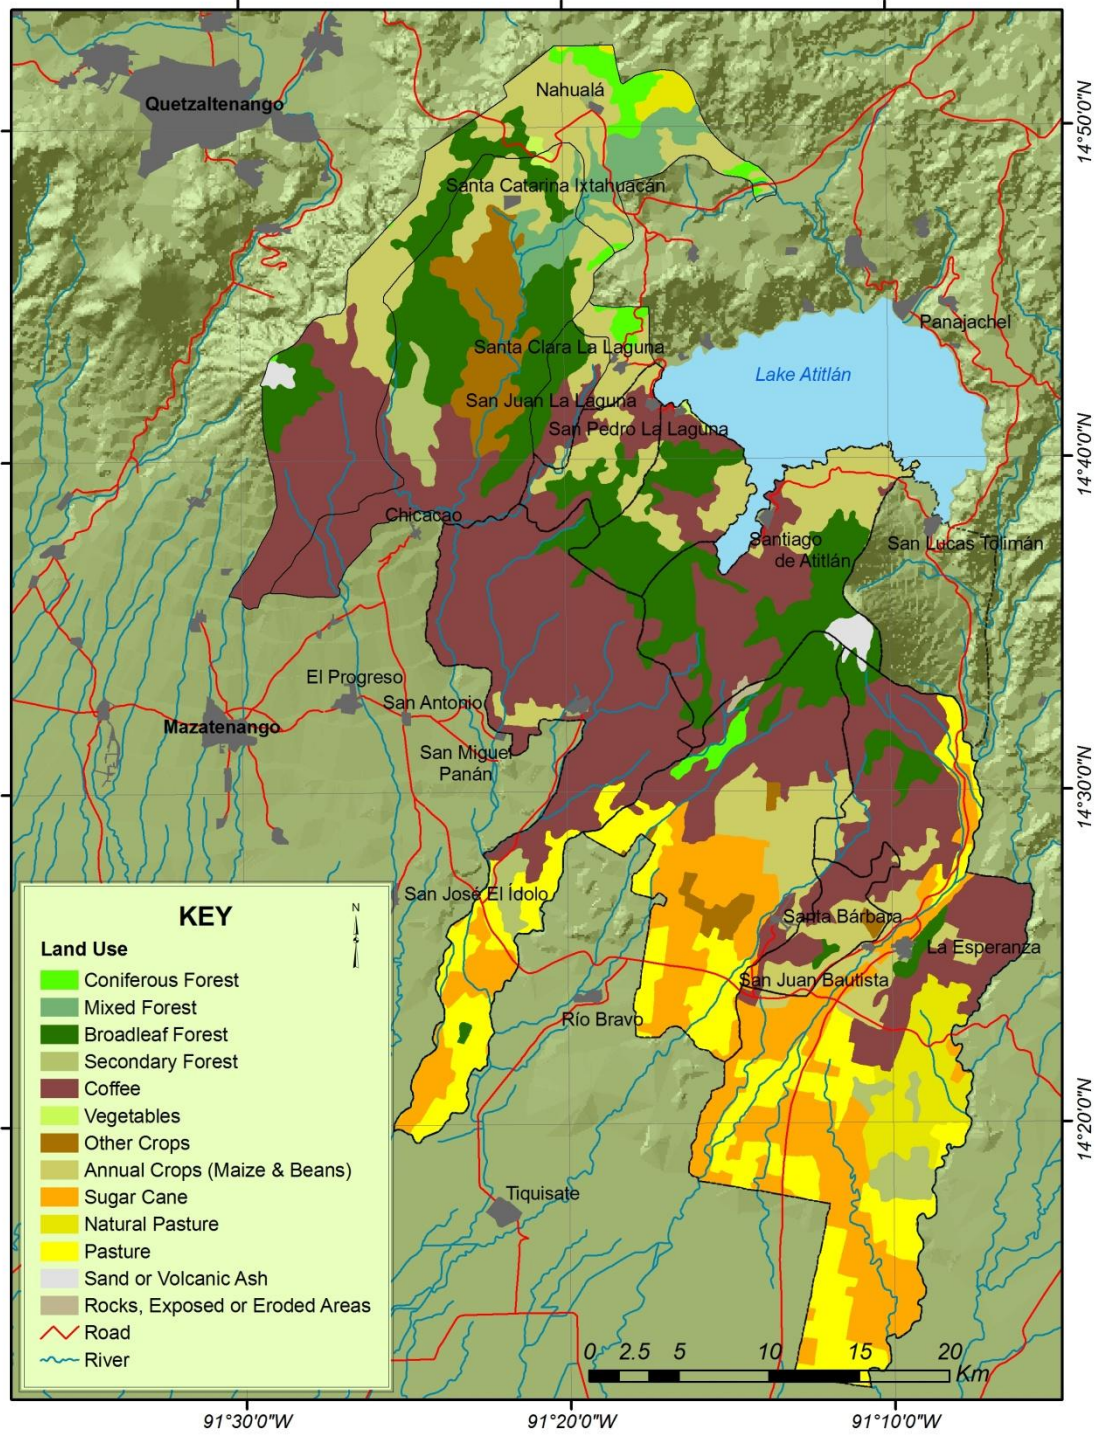 Quetzaltenango
Nahualá
14°50'0"N
Santa Catarina Ixtahuacán
Panajachel
Santa Clara La Laguna
Lake Atitlán
San Juan La Laguna
San Pedro La Laguna
14°40'0"N
Chicacao
Santiago
de Atitlán
San Lucas Tolimán
El Progreso
San Antonio
Mazatenango
San Miguel
Panán
14°30'0"N
San José El Ídolo
Santa Bárbara
La Esperanza
San Juan Bautista
Río Bravo
14°20'0"N
Tiquisate
KEY
N
Land Use
Coniferous Forest
Mixed Forest
Broadleaf Forest
Secondary Forest
Coffee
Vegetables
Other Crops
Annual Crops (Maize & Beans)
Sugar Cane
Natural Pasture
Pasture
Sand or Volcanic Ash
Rocks, Exposed or Eroded Areas
Road
River
0 2.5 5 10 15 20
Km
91°30'0"W 91°20'0"W 91°10'0"W